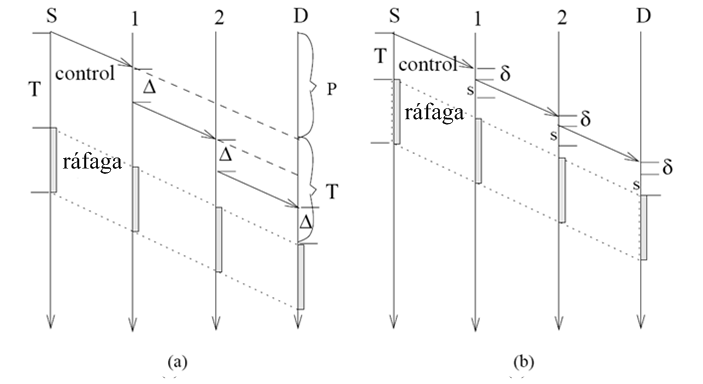 S 1 2 D
T
control
Δ
P
ráfaga
Δ
T
Δ
(a)
S 1 2 D
T
control
δ
s
ráfaga
δ
s
δ
s
(b)